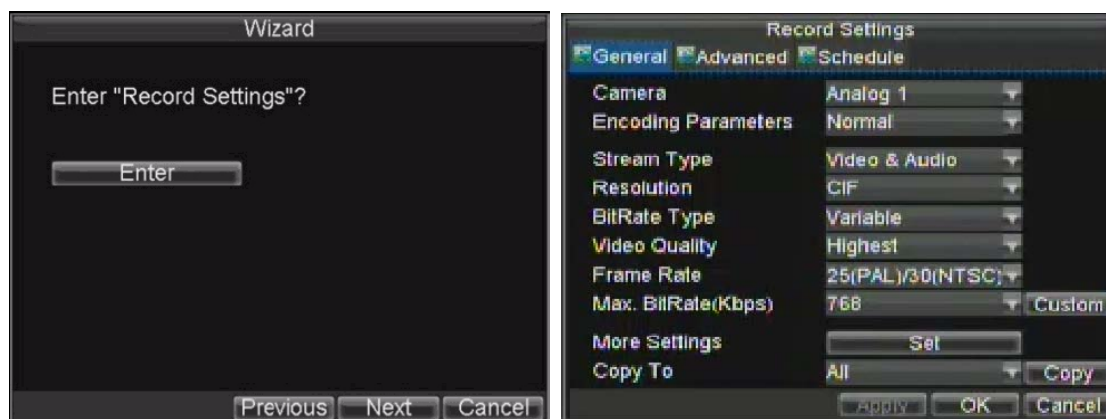 Wizard
Enter "Record Settings"?
Enter
Previous Next Cancel
Record Settings
General Advanced Schedule
Camera Analog 1
Encoding Parameters Normal
Stream Type Video & Audio
Resolution CIF
BitRate Type Variable
Video Quality Highest
Frame Rate 25(PAL)/30(NTSC)
Max. BitRate(Kbps) 768 Custom
More Settings Set
Copy To All Copy
Apply OK Cancel